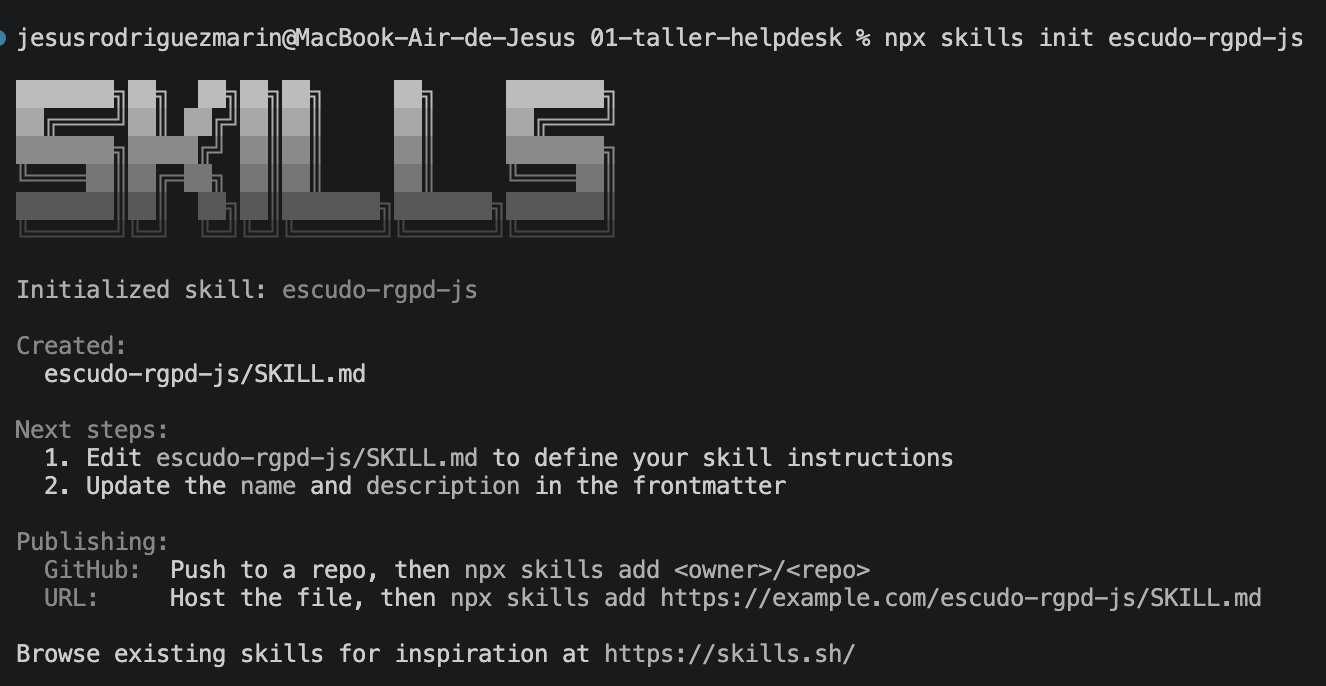 jesusrodriguezmarin@MacBook-Air-de-Jesus 01-taller-helpdesk % npx skills init escudo-rgpd-js
SKILLS
Initialized skill: escudo-rgpd-js
Created:
escudo-rgpd-js/SKILL.md
Next steps:
1. Edit escudo-rgpd-js/SKILL.md to define your skill instructions
2. Update the name and description in the frontmatter
Publishing:
GitHub: Push to a repo, then npx skills add <owner>/<repo>
URL: Host the file, then npx skills add https://example.com/escudo-rgpd-js/SKILL.md
Browse existing skills for inspiration at https://skills.sh/